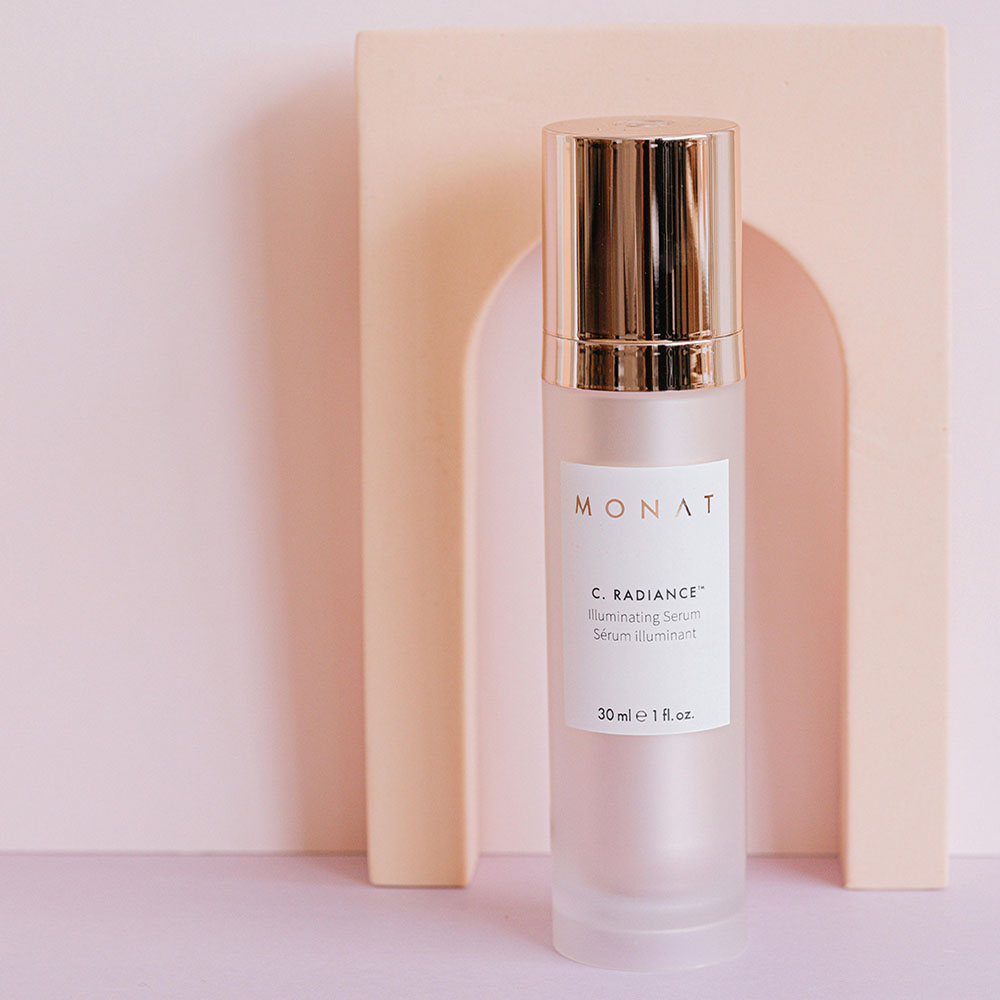 MONAT
C. RADIANCE™
Illuminating Serum
Sérum illuminant
30 ml ℮ 1 fl. oz.